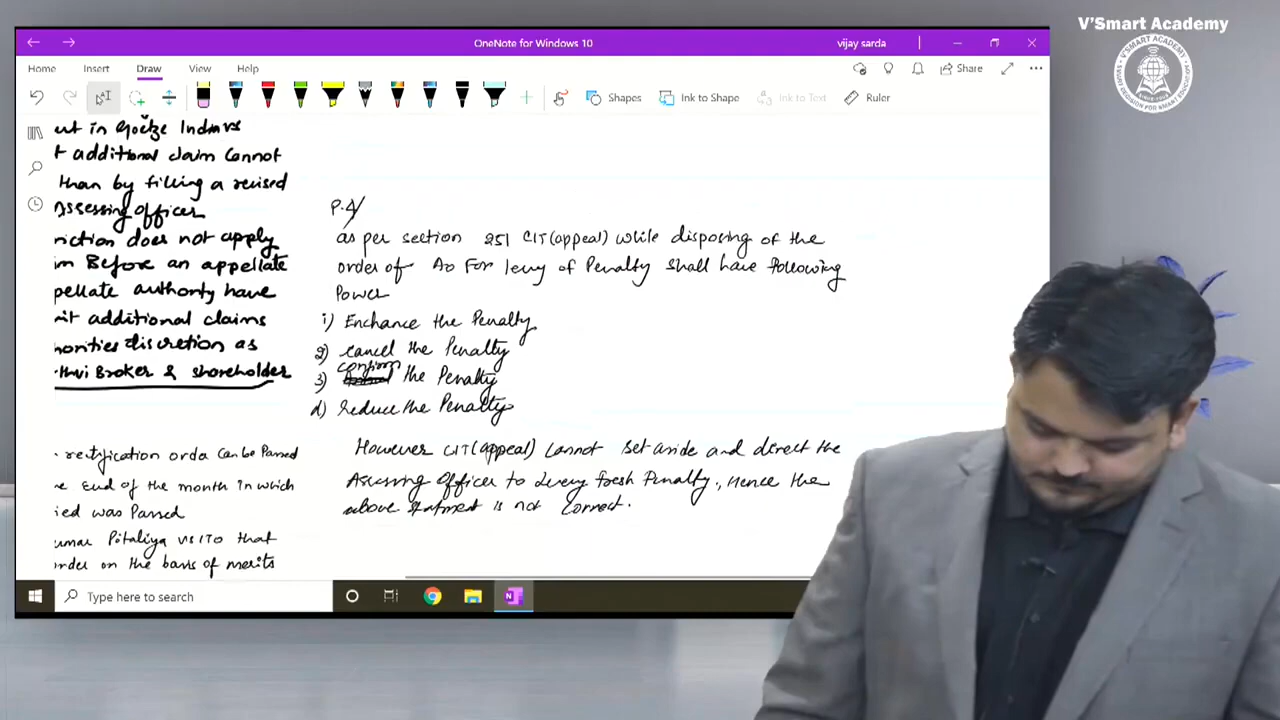 V'Smart Academy
OneNote for Windows 10
vijay sarda
Home Insert Draw View Help
Share
Shapes Ink to Shape Ink to Text Ruler
ut in Goetze India vs
t additional claim cannot
than by filling a revised
Assessing officer
riction does not apply
m Before an appellate
pellate authority have
it additional claims
horities discretion as
thvi Broker & shareholder
rectification orda can be Passed
e End of the month in which
ied was Passed
umar Pitaliya vs ITO that
rder on the basis of merits
P.4/
as per section 251 CIT(appeal) while disposing of the
order of AO For levy of Penalty shall have following
Power
1) Enchance the Penalty
2) cancel the Penalty
3) confirm the Penalty
d) Reduce the Penalty
However CIT(appeal) cannot set aside and direct the
Assessing Officer to Levy fresh Penalty., Hence the
above statment is not correct.
Type here to search